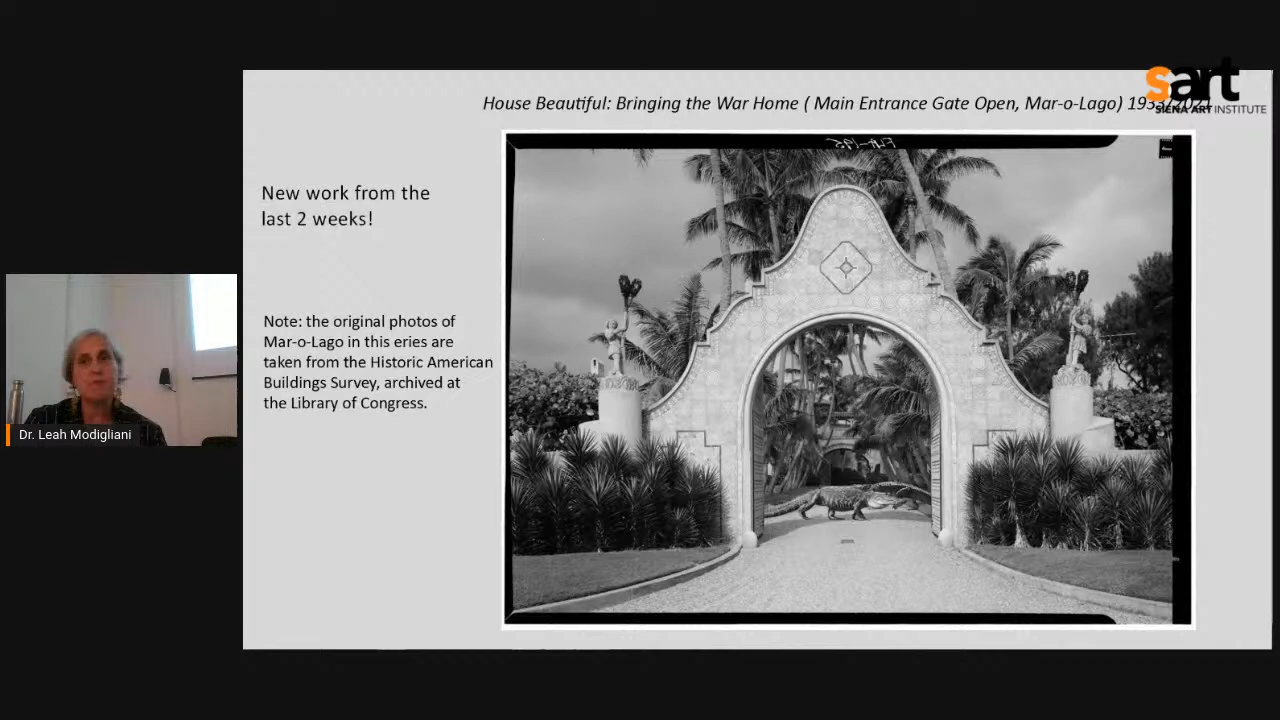 sart
SIENA ART INSTITUTE
House Beautiful: Bringing the War Home ( Main Entrance Gate Open, Mar-o-Lago)
New work from the
last 2 weeks!
Note: the original photos of
Mar-o-Lago in this eries are
taken from the Historic American
Buildings Survey, archived at
the Library of Congress.
Dr. Leah Modigliani